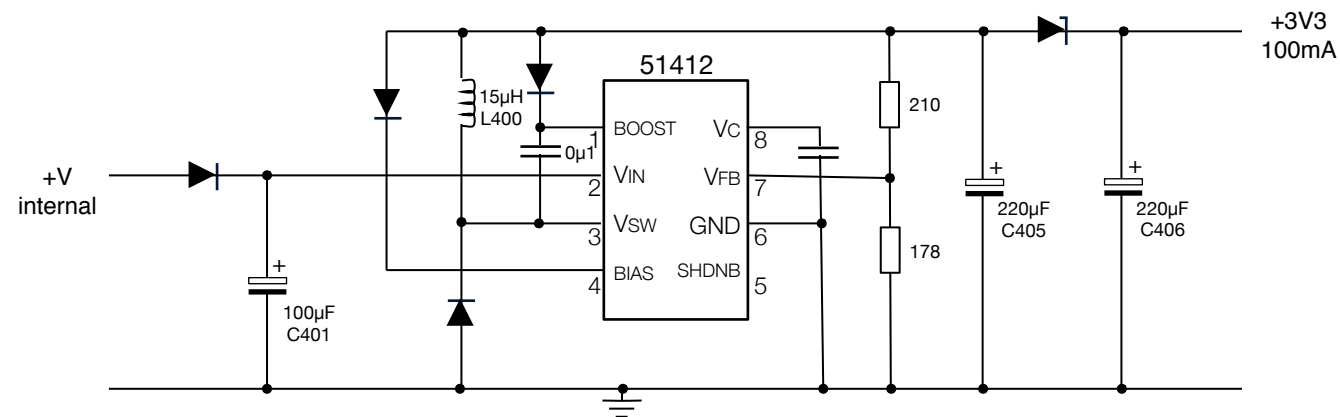 +3V3
100mA
51412
15µH
L400
210
BOOST
VC
1
8
0µ1
+V
internal
VIN
VFB
2
7
VSW
GND
3
6
220µF
C405
220µF
C406
178
BIAS
SHDNB
4
5
100µF
C401
+
+
+